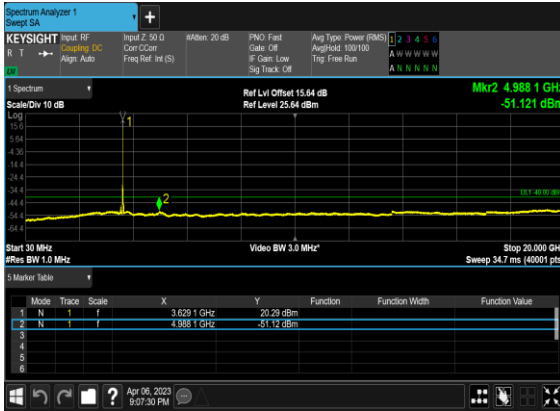 Spectrum Analyzer 1
Swept SA
+
KEYSIGHT Input: RF Input Z: 50 Ω #Atten: 20 dB PNO: Fast Avg Type: Power (RMS) 1 2 3 4 5 6
R T Coupling: DC Corr CCorr Gate: Off Avg|Hold: 100/100 A W W W W W
Align: Auto Freq Ref: Int (S) IF Gain: Low Trig: Free Run
Sig Track: Off A N N N N N
1 Spectrum Ref Lvl Offset 15.64 dB Mkr2 4.988 1 GHz
Scale/Div 10 dB Ref Level 25.64 dBm -51.121 dBm
Log
15.6
5.64
-4.36
-14.4
-24.4
-34.4
-44.4
-54.4
-64.4
1
2
DL1 -40.00 dBm
Start 30 MHz Video BW 3.0 MHz* Stop 20.000 GHz
#Res BW 1.0 MHz Sweep 34.7 ms (40001 pts)
5 Marker Table
Mode Trace Scale X Y Function Function Width Function Value
1 N 1 f 3.629 1 GHz 20.29 dBm
2 N 1 f 4.988 1 GHz -51.12 dBm
3
4
5
6
? Apr 06, 2023
9:07:30 PM